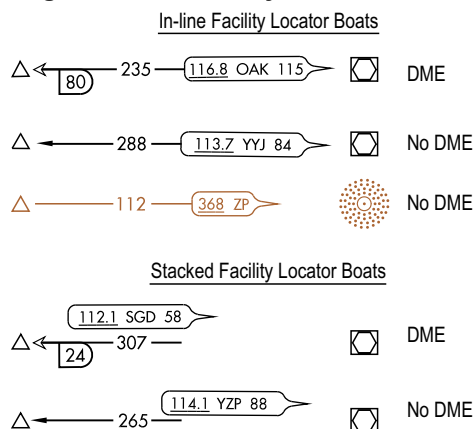 In-line Facility Locator Boats
235 116.8 OAK 115 DME
80
288 113.7 YYJ 84 No DME
112 368 ZP No DME
Stacked Facility Locator Boats
112.1 SGD 58
307 DME
24
114.1 YZP 88
265 No DME